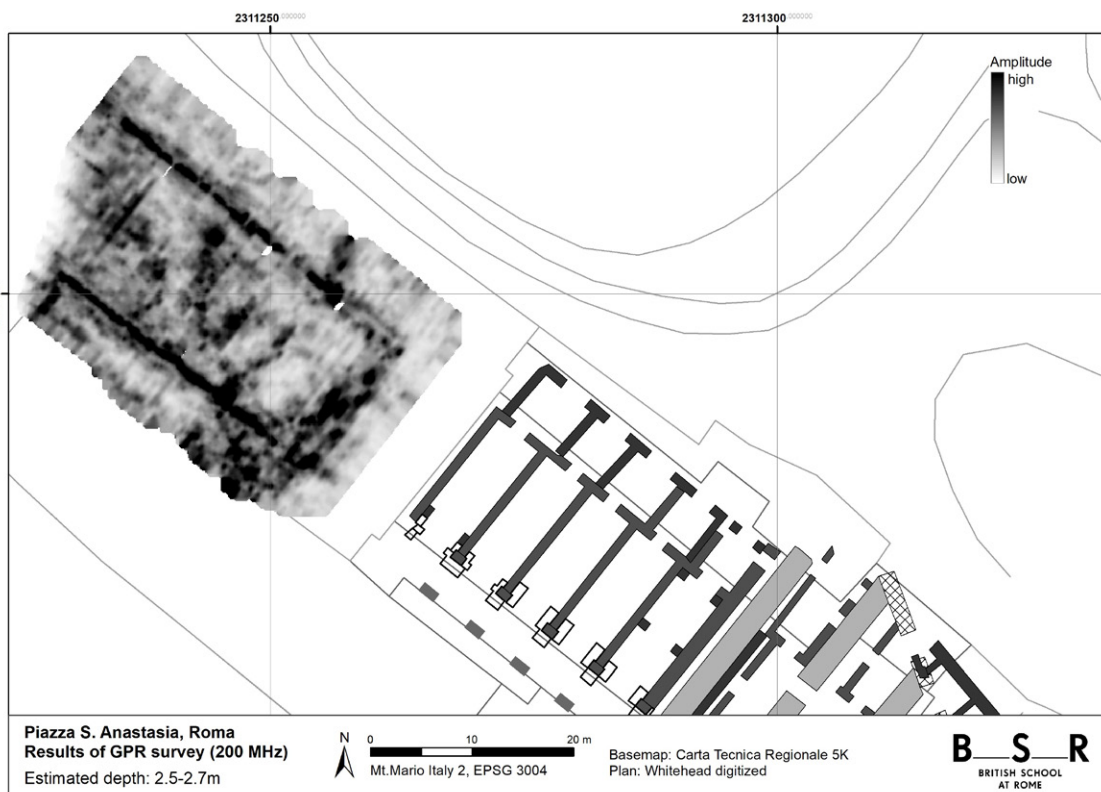 2311250.000000
2311300.000000
Amplitude
high
low
Piazza S. Anastasia, Roma
Results of GPR survey (200 MHz)
Estimated depth: 2.5-2.7m
N
0 10 20 m
Mt.Mario Italy 2, EPSG 3004
Basemap: Carta Tecnica Regionale 5K
Plan: Whitehead digitized
B S R
BRITISH SCHOOL
AT ROME